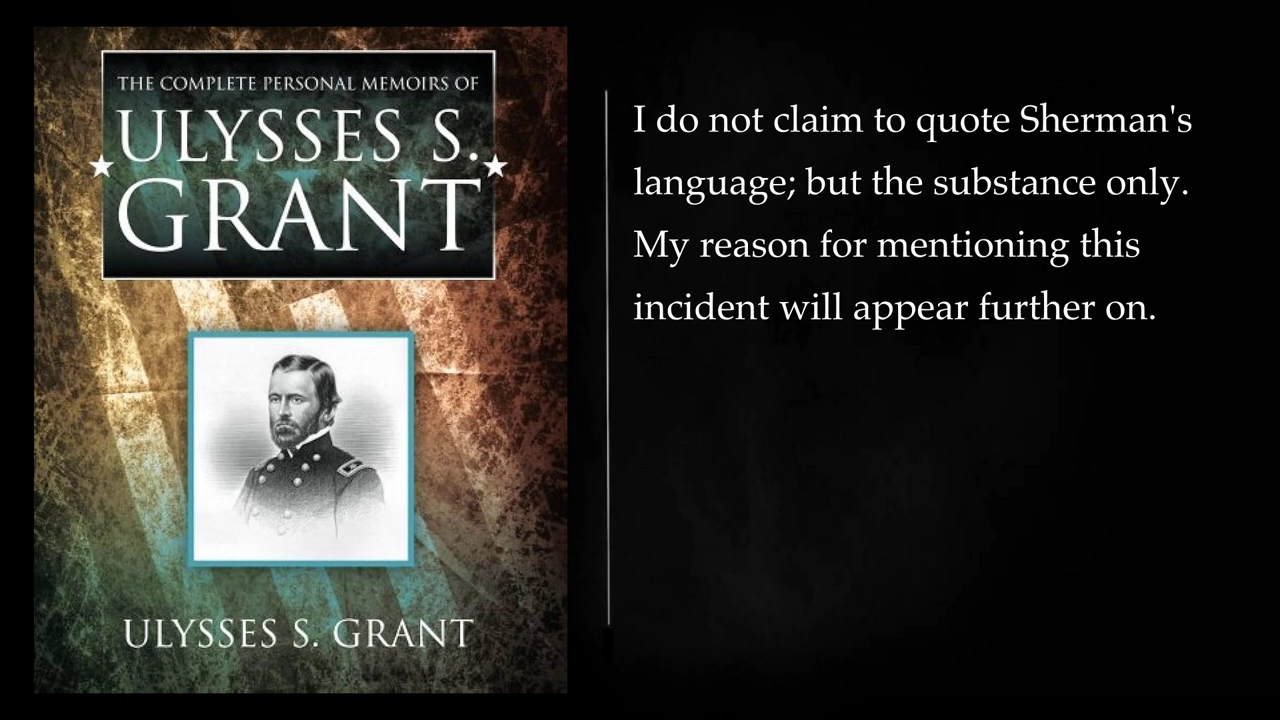 THE COMPLETE PERSONAL MEMOIRS OF
ULYSSES S.
GRANT
ULYSSES S. GRANT
I do not claim to quote Sherman's
language; but the substance only.
My reason for mentioning this
incident will appear further on.